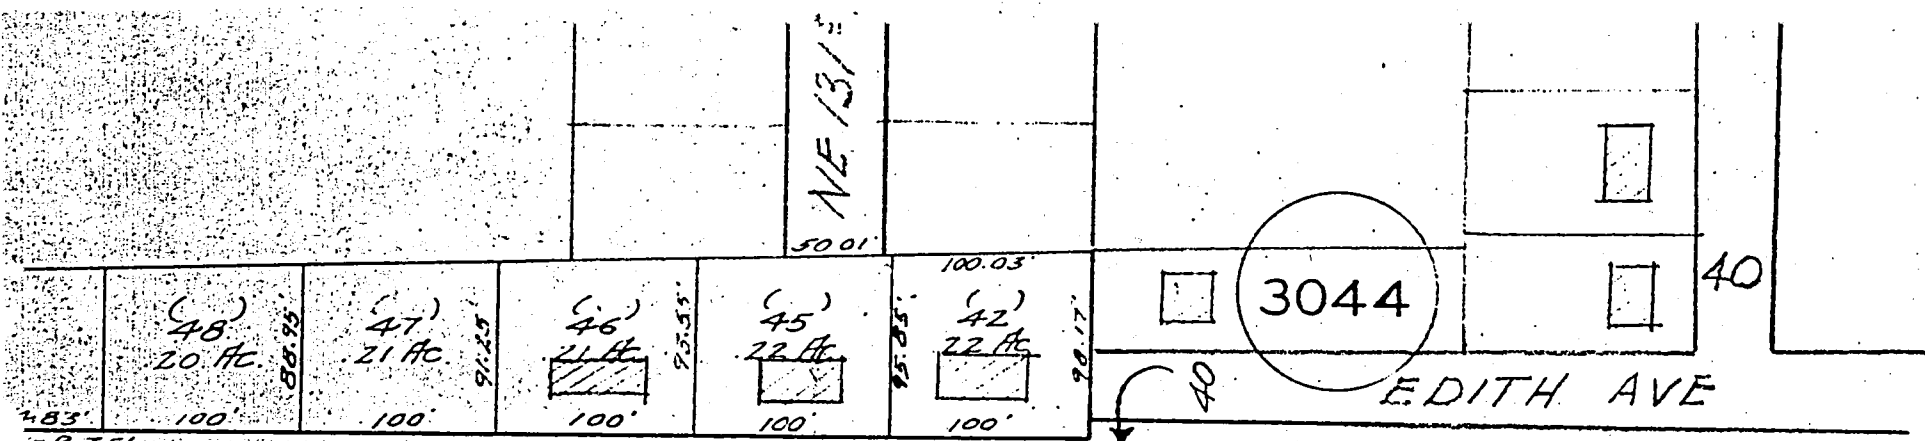 NE 131
50.01'
100.03'
(48)
.20 Ac.
88.95'
100'
(47)
.21 Ac.
91.25'
100'
(46)
.21 Ac.
93.55'
100'
(45)
.22 Ac.
95.85'
100'
(42)
.22 Ac.
98.17'
100'
3044
40
40
EDITH AVE